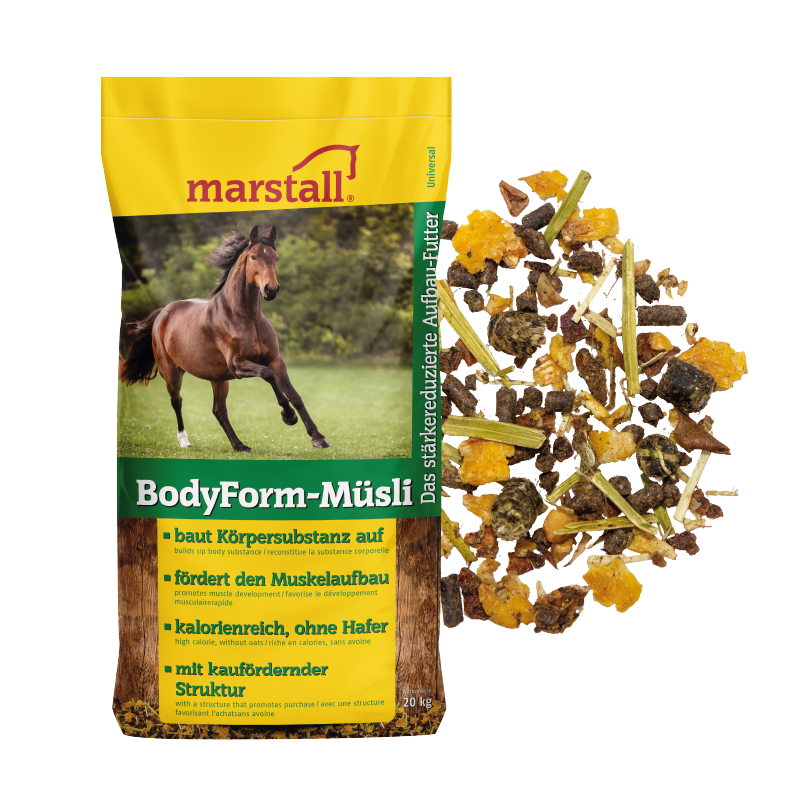 marstall®
Universal
Das stärkereduzierte Aufbau-Futter
BodyForm-Müsli
▪ baut Körpersubstanz auf
builds up body substance / reconstitue la substance corporelle
▪ fördert den Muskelaufbau
promotes muscle development / favorise le développement
musculairerapide
▪ kalorienreich, ohne Hafer
high calorie, without oats / riche en calories, sans avoine
▪ mit kaufördernder
Struktur
with a structure that promotes purchase / avec une structure
favorisant l'achatsans avoine
20 kg